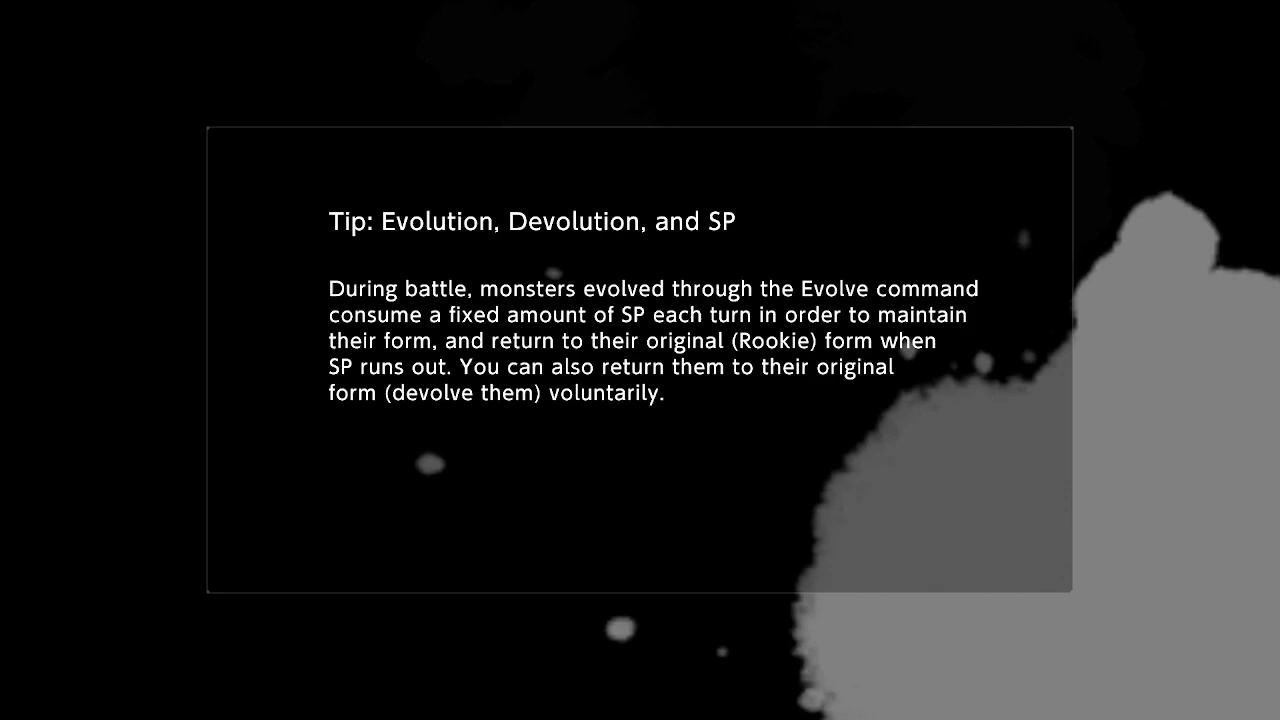 Tip: Evolution, Devolution, and SP
During battle, monsters evolved through the Evolve command
consume a fixed amount of SP each turn in order to maintain
their form, and return to their original (Rookie) form when
SP runs out. You can also return them to their original
form (devolve them) voluntarily.